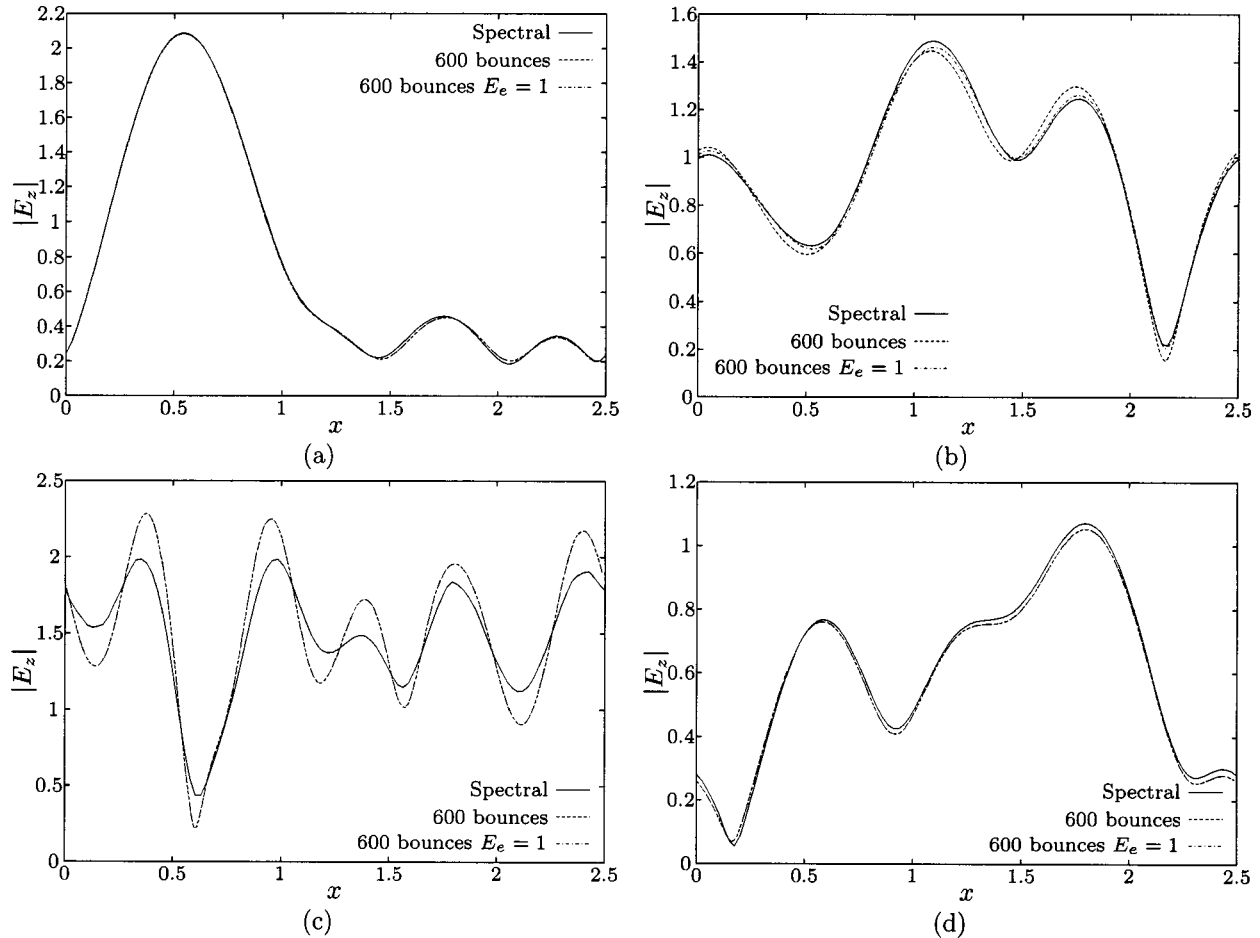 2.2
2
1.8
1.6
1.4
1.2
1
0.8
0.6
0.4
0.2
0
|E_z|
Spectral
600 bounces
600 bounces E_e = 1
0 0.5 1 1.5 2 2.5
x
(a)
1.6
1.4
1.2
1
0.8
0.6
0.4
0.2
0
|E_z|
Spectral
600 bounces
600 bounces E_e = 1
0 0.5 1 1.5 2 2.5
x
(b)
2.5
2
1.5
1
0.5
0
|E_z|
Spectral
600 bounces
600 bounces E_e = 1
0 0.5 1 1.5 2 2.5
x
(c)
1.2
1
0.8
0.6
0.4
0.2
0
|E_z|
Spectral
600 bounces
600 bounces E_e = 1
0 0.5 1 1.5 2 2.5
x
(d)